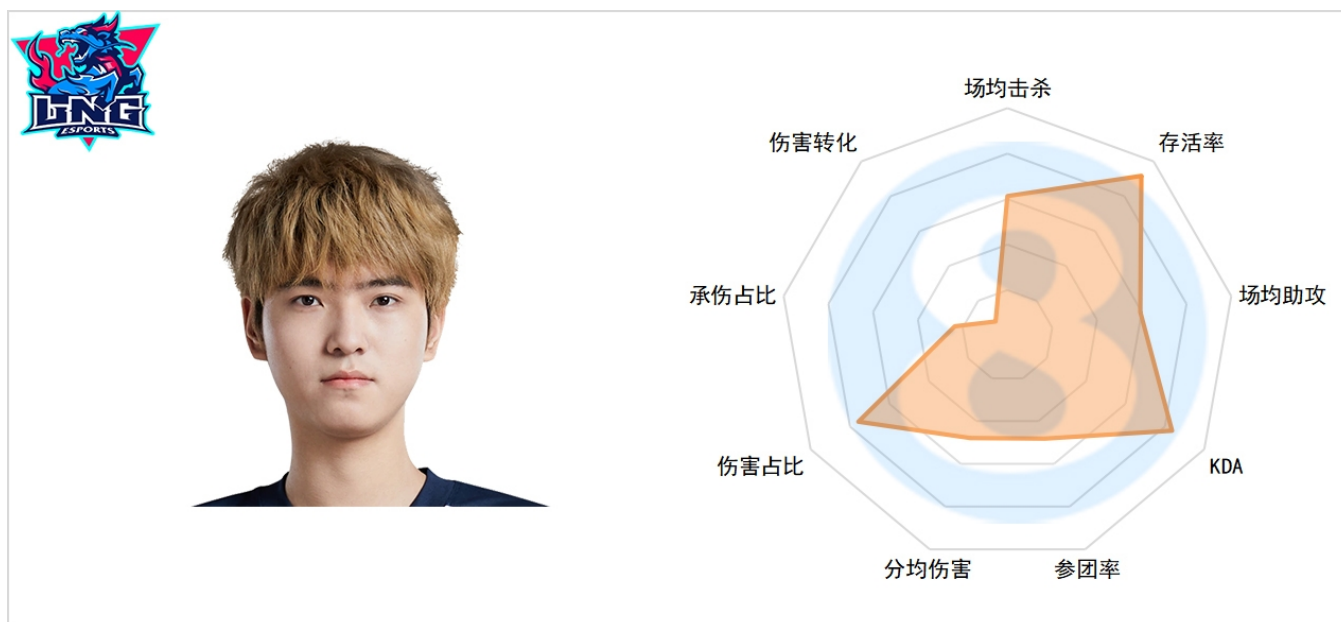 LNG
ESPORTS
场均击杀
伤害转化
存活率
承伤占比
场均助攻
伤害占比
KDA
分均伤害
参团率